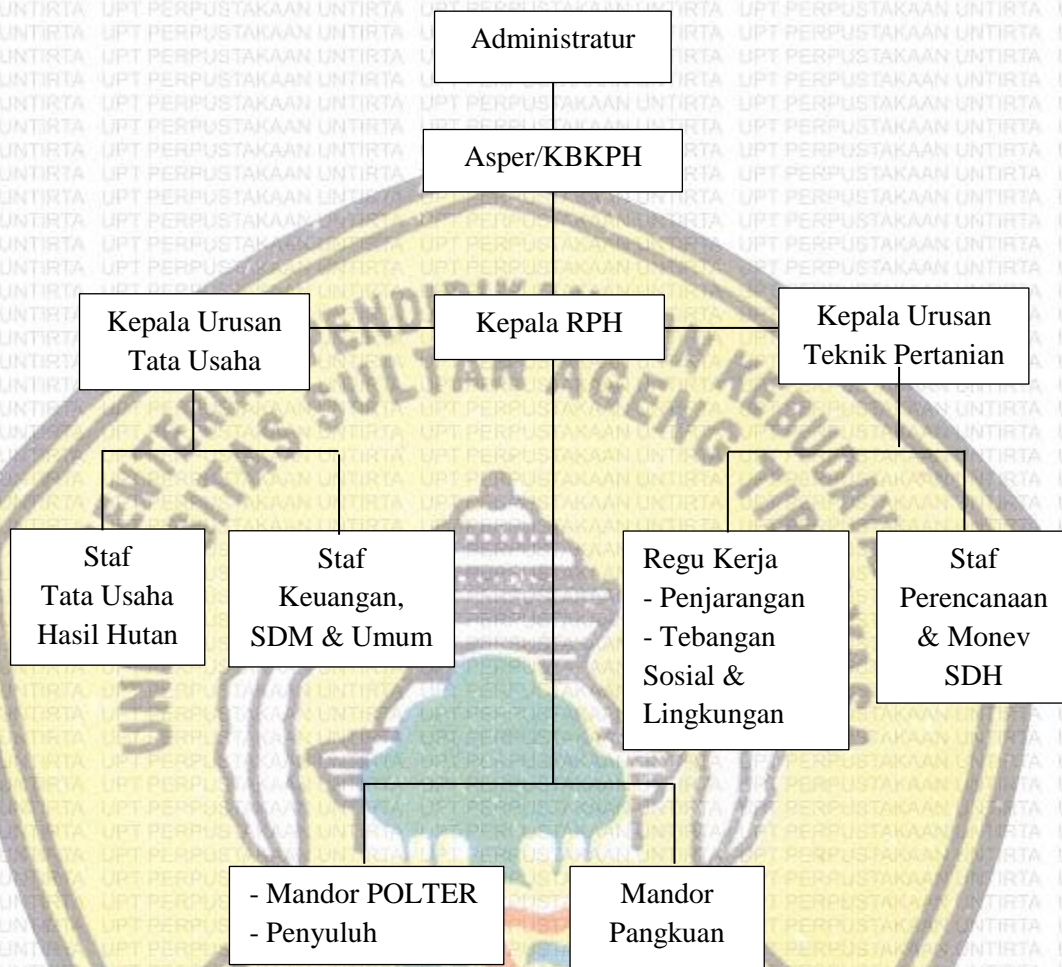 Administratur
Asper/KBKPH
Kepala Urusan
Tata Usaha
Kepala RPH
Kepala Urusan
Teknik Pertanian
Staf
Tata Usaha
Hasil Hutan
Staf
Keuangan,
SDM & Umum
Regu Kerja
- Penjarangan
- Tebangan
Sosial &
Lingkungan
Staf
Perencanaan
& Monev
SDH
- Mandor POLTER
- Penyuluh
Mandor
Pangkuan